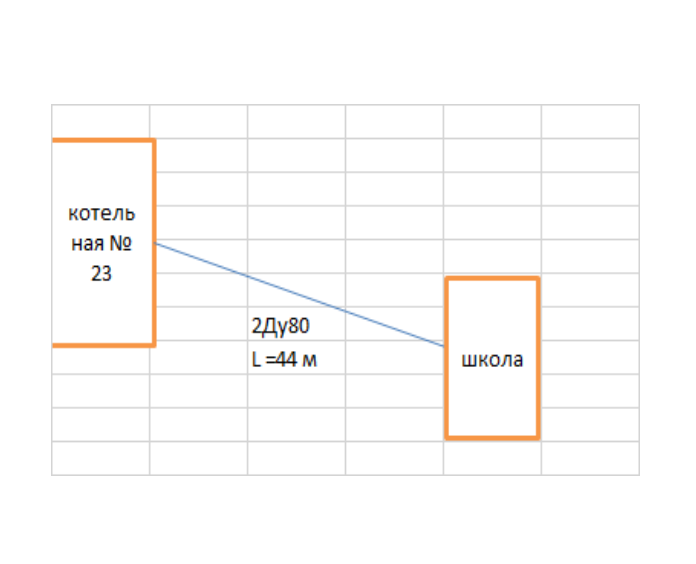 котель
ная №
23
2Ду80
L =44 м
школа